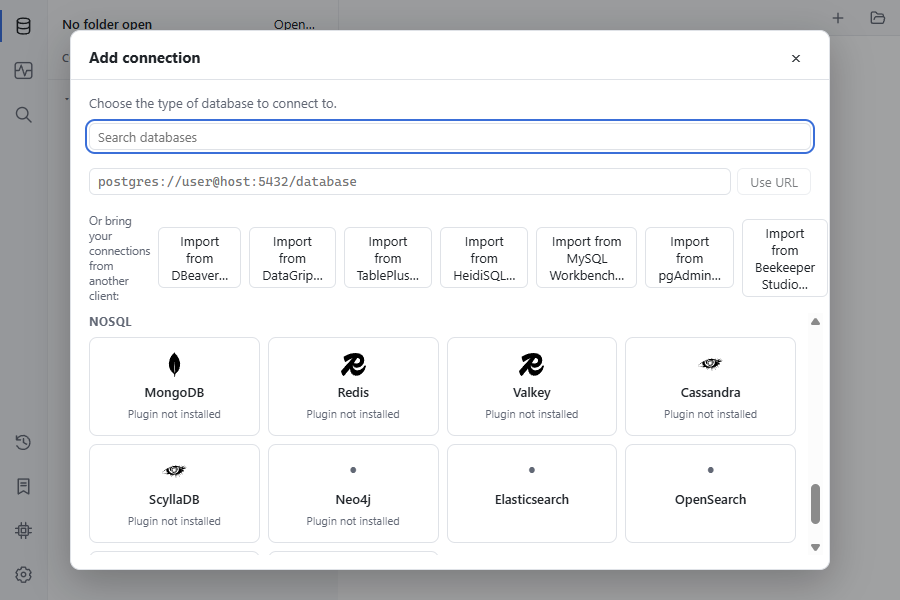 No folder open
Open...
C
Add connection
Choose the type of database to connect to.
Search databases
postgres://user@host:5432/database
Use URL
Or bring
your
connections
from
another
client:
Import
from
DBeaver...
Import
from
DataGrip...
Import
from
TablePlus...
Import
from
HeidiSQL...
Import from
MySQL
Workbench...
Import
from
pgAdmin...
Import
from
Beekeeper
Studio...
NOSQL
MongoDB
Plugin not installed
Redis
Plugin not installed
Valkey
Plugin not installed
Cassandra
Plugin not installed
ScyllaDB
Plugin not installed
Neo4j
Plugin not installed
Elasticsearch
OpenSearch